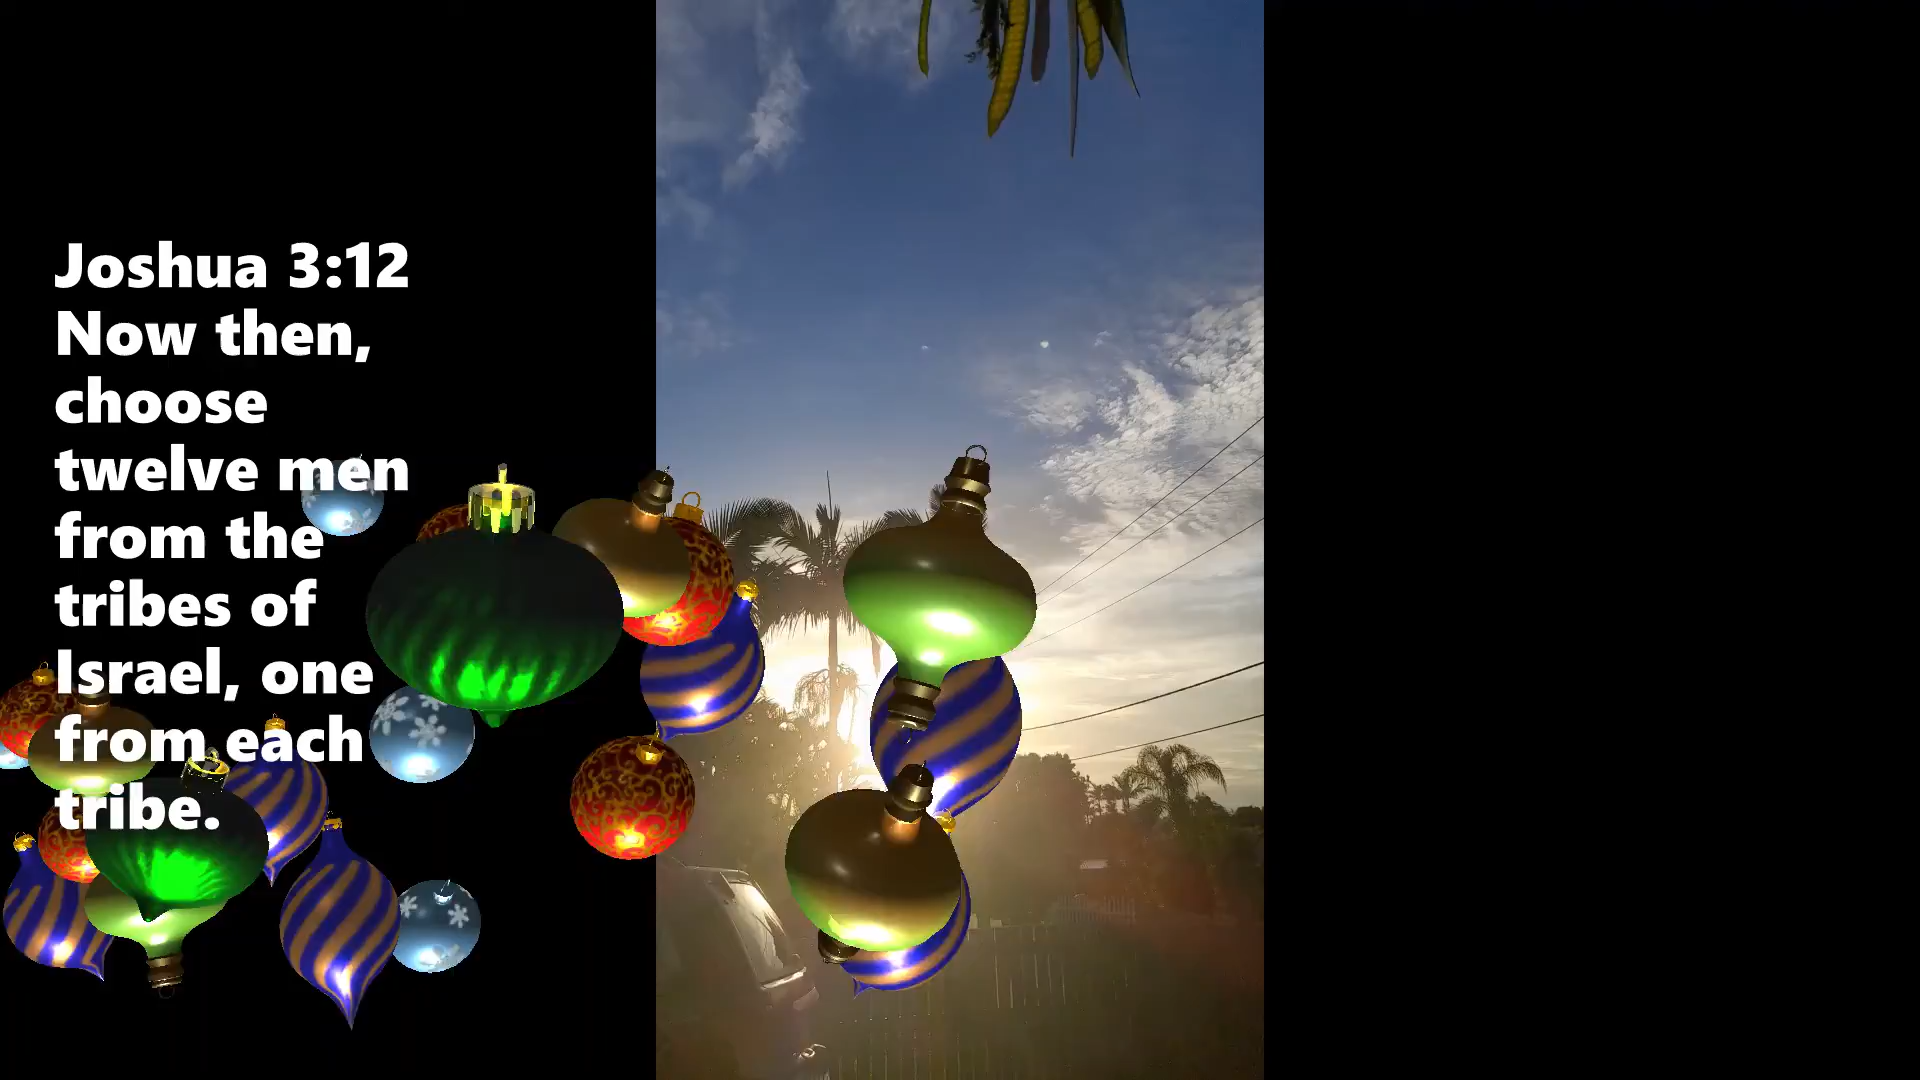 Joshua 3:12
Now then,
choose
twelve men
from the
tribes of
Israel, one
from each
tribe.